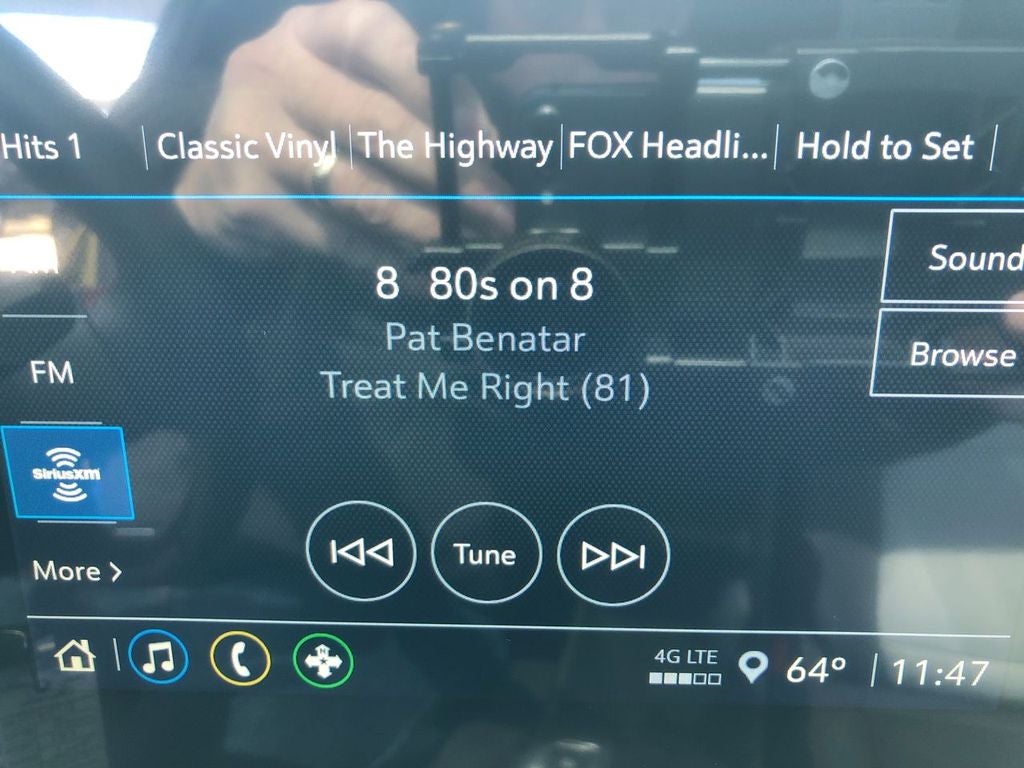 Hits 1 Classic Vinyl The Highway FOX Headli... Hold to Set
8 80s on 8
Pat Benatar
Treat Me Right (81)
Sound
Browse
FM
SiriusXM
More >
Tune
N
4G LTE
64° 11:47